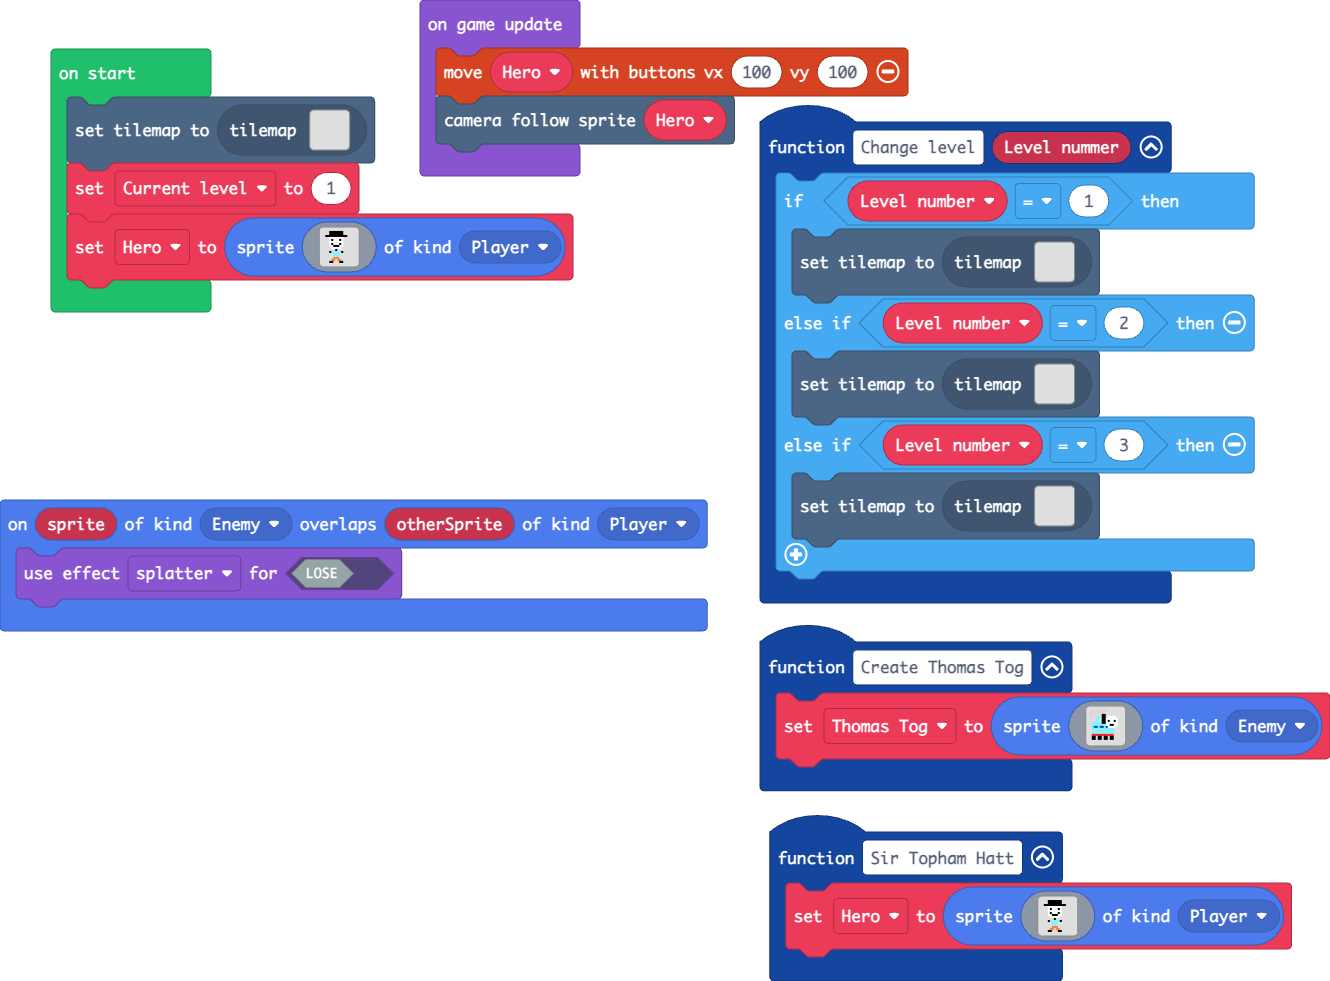 on start
set tilemap to tilemap
set Current level to 1
set Hero to sprite of kind Player
on game update
move Hero with buttons vx 100 vy 100
camera follow sprite Hero
function Change level Level nummer
if Level number = 1 then
set tilemap to tilemap
else if Level number = 2 then
set tilemap to tilemap
else if Level number = 3 then
set tilemap to tilemap
on sprite of kind Enemy overlaps otherSprite of kind Player
use effect splatter for LOSE
function Create Thomas Tog
set Thomas Tog to sprite of kind Enemy
function Sir Topham Hatt
set Hero to sprite of kind Player